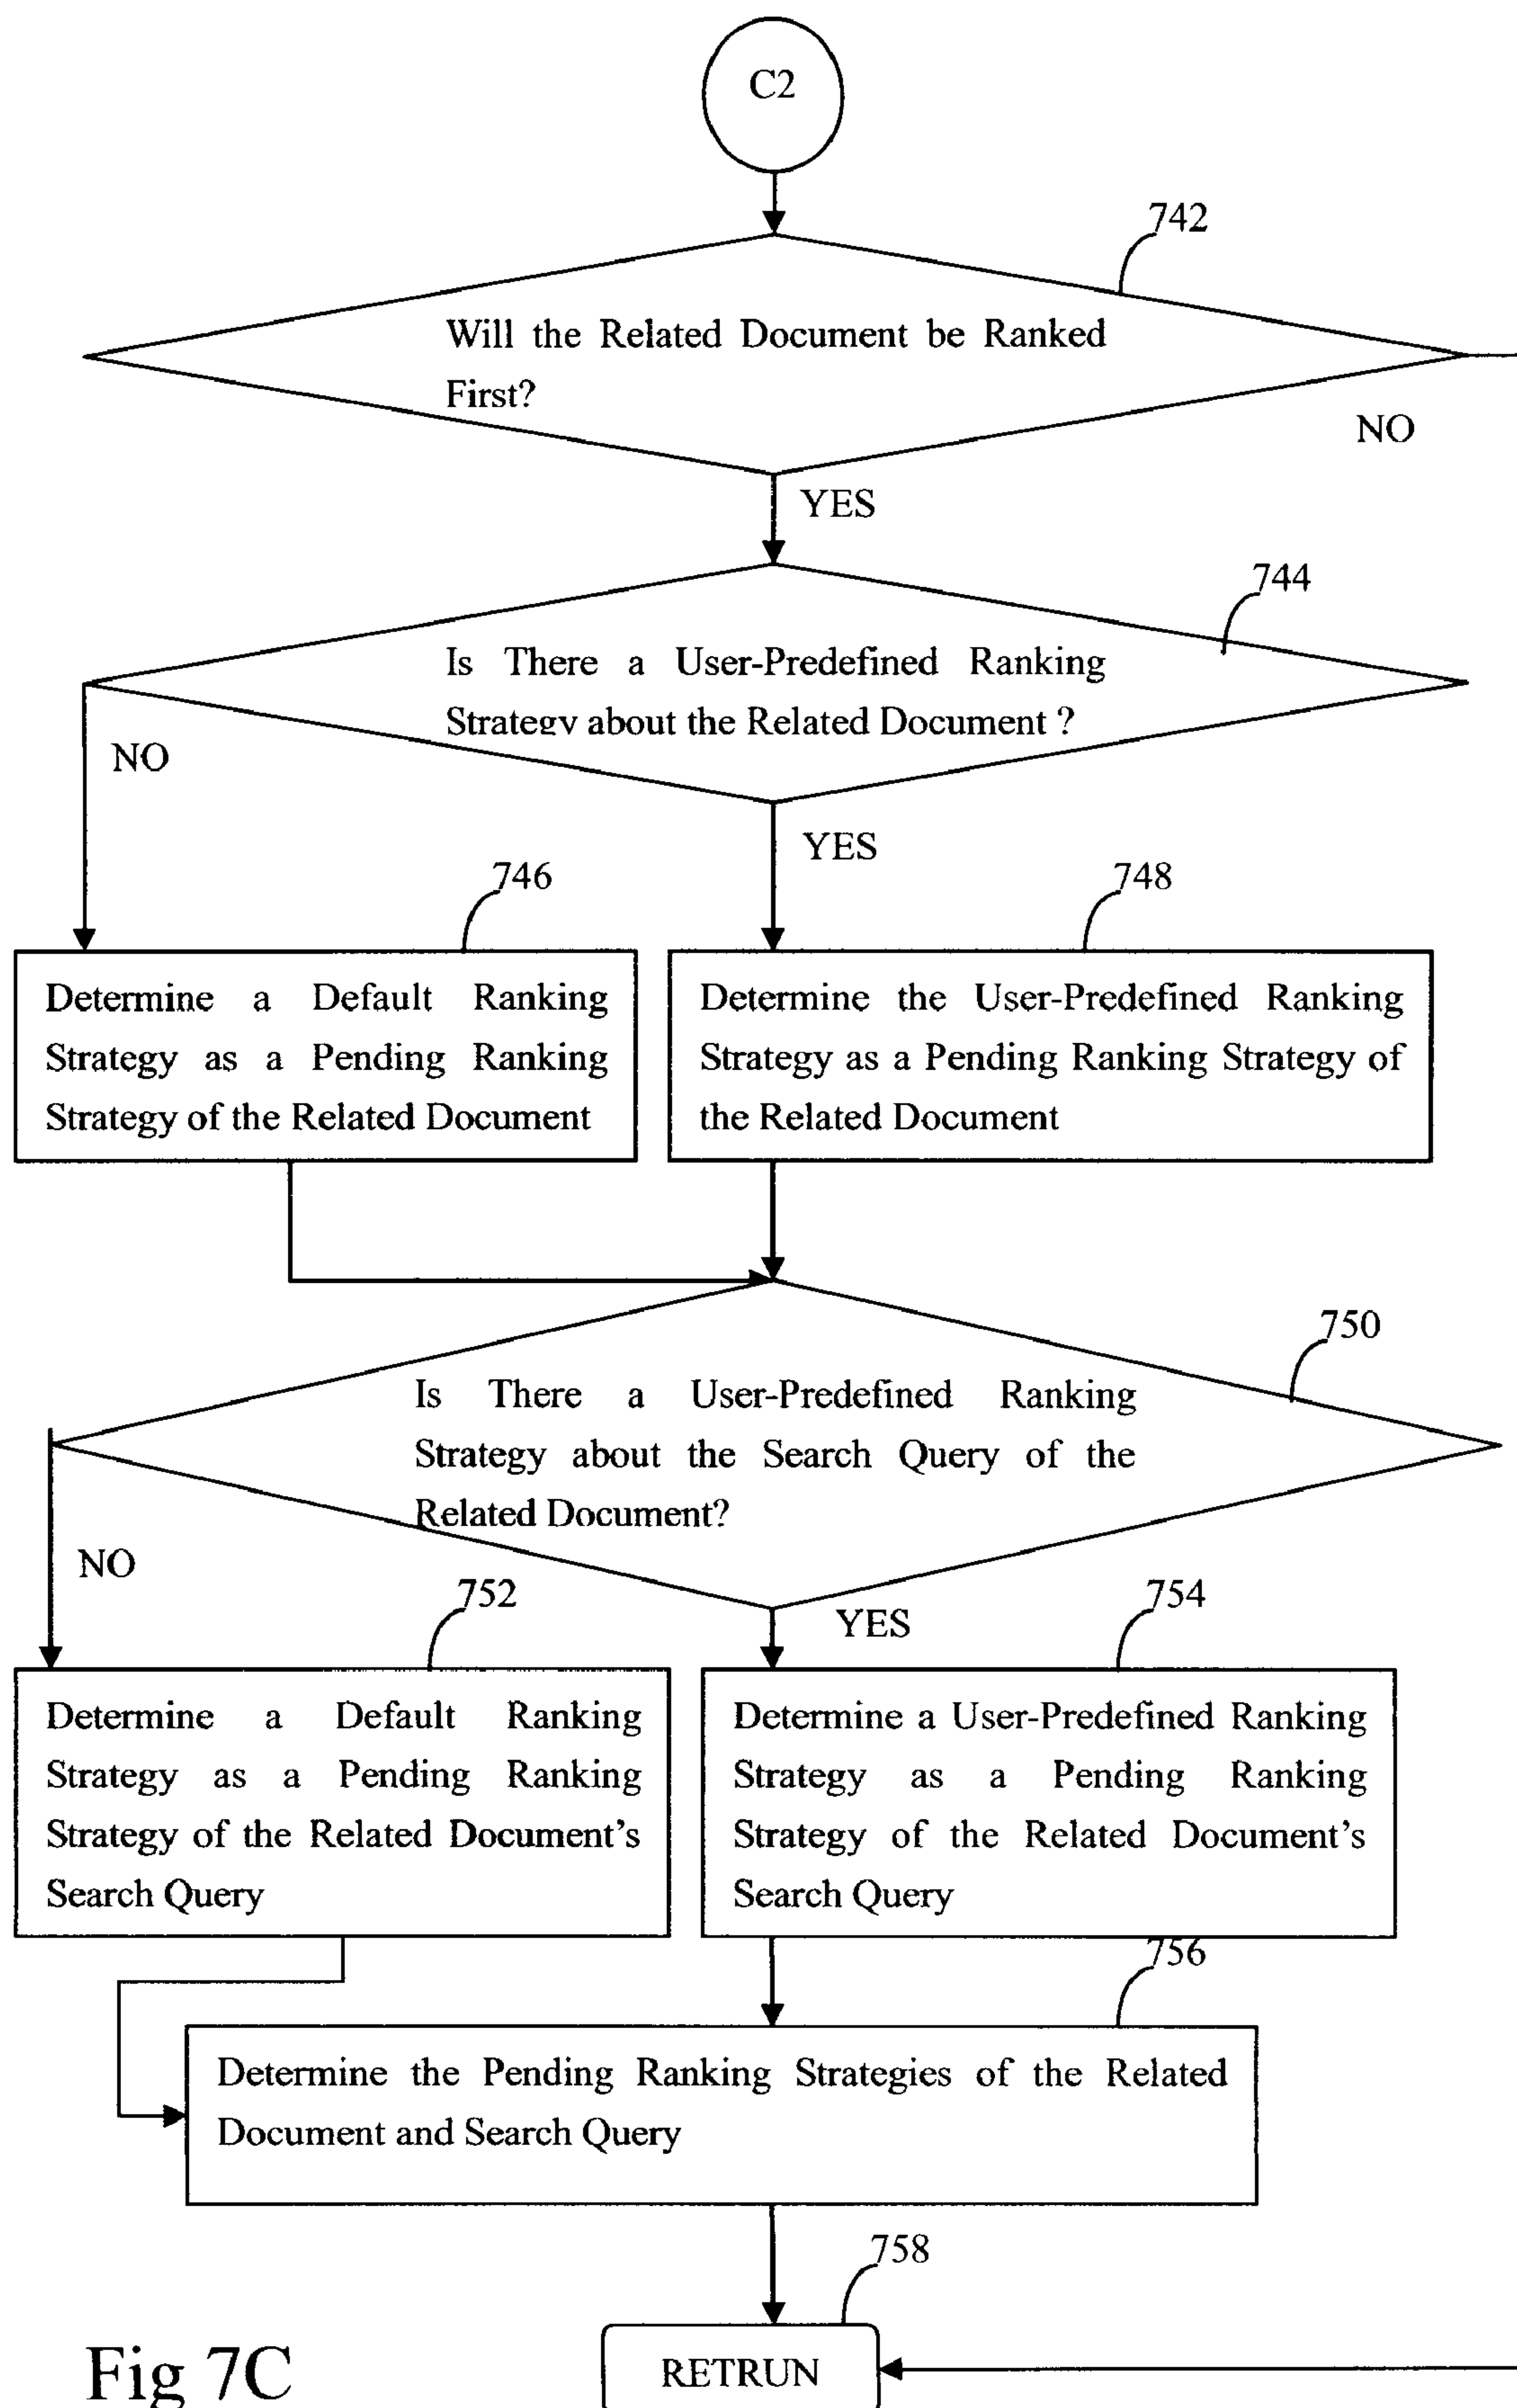 C2
742
Will the Related Document be Ranked
First?
NO
YES
744
Is There a User-Predefined Ranking
Strategy about the Related Document ?
NO
YES
746
748
Determine a Default Ranking
Strategy as a Pending Ranking
Strategy of the Related Document
Determine the User-Predefined Ranking
Strategy as a Pending Ranking Strategy of
the Related Document
750
Is There a User-Predefined Ranking
Strategy about the Search Query of the
Related Document?
NO
YES
752
754
Determine a Default Ranking
Strategy as a Pending Ranking
Strategy of the Related Document's
Search Query
Determine a User-Predefined Ranking
Strategy as a Pending Ranking
Strategy of the Related Document's
Search Query
756
Determine the Pending Ranking Strategies of the Related
Document and Search Query
758
RETRUN
Fig 7C